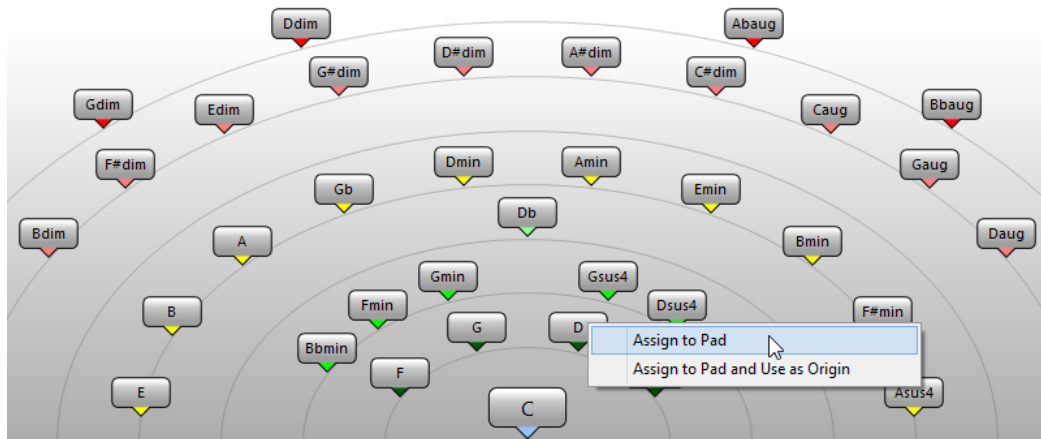 Ddim
Abaug
D#dim
A#dim
G#dim
C#dim
Gdim
Edim
Caug
Bbaug
F#dim
Gaug
Dmin
Amin
Gb
Emin
Db
Bdim
A
Bmin
Daug
Gmin
Gsus4
Fmin
Dsus4
B
F#min
G
D
Assign to Pad
Bbmin
Assign to Pad and Use as Origin
F
E
C
Asus4